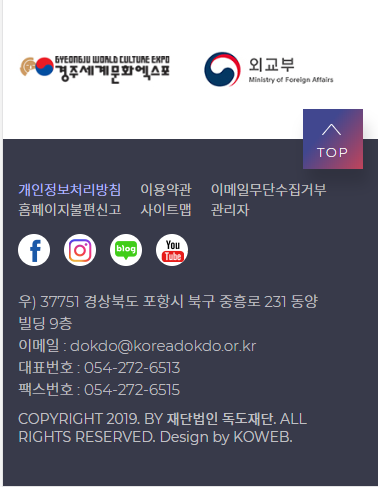 GYEONGJU WORLD CULTURE EXPO
경주세계문화엑스포
외교부
Ministry of Foreign Affairs
TOP
개인정보처리방침 이용약관 이메일무단수집거부
홈페이지불편신고 사이트맵 관리자
blog
You
Tube
우) 37751 경상북도 포항시 북구 중흥로 231 동양
빌딩 9층
이메일 : dokdo@koreadokdo.or.kr
대표번호 : 054-272-6513
팩스번호 : 054-272-6515
COPYRIGHT 2019. BY 재단법인 독도재단. ALL
RIGHTS RESERVED. Design by KOWEB.